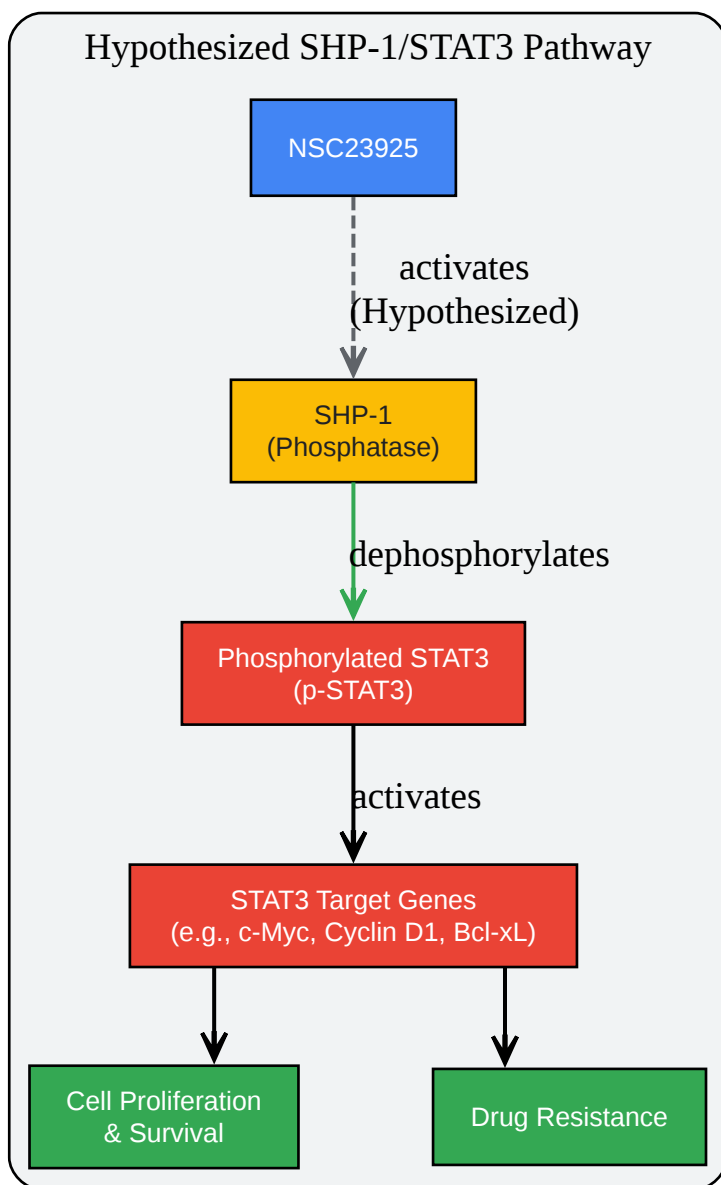 Hypothesized SHP-1/STAT3 Pathway
NSC23925
activates
(Hypothesized)
SHP-1
(Phosphatase)
dephosphorylates
Phosphorylated STAT3
(p-STAT3)
activates
STAT3 Target Genes
(e.g., c-Myc, Cyclin D1, Bcl-xL)
Cell Proliferation
& Survival
Drug Resistance